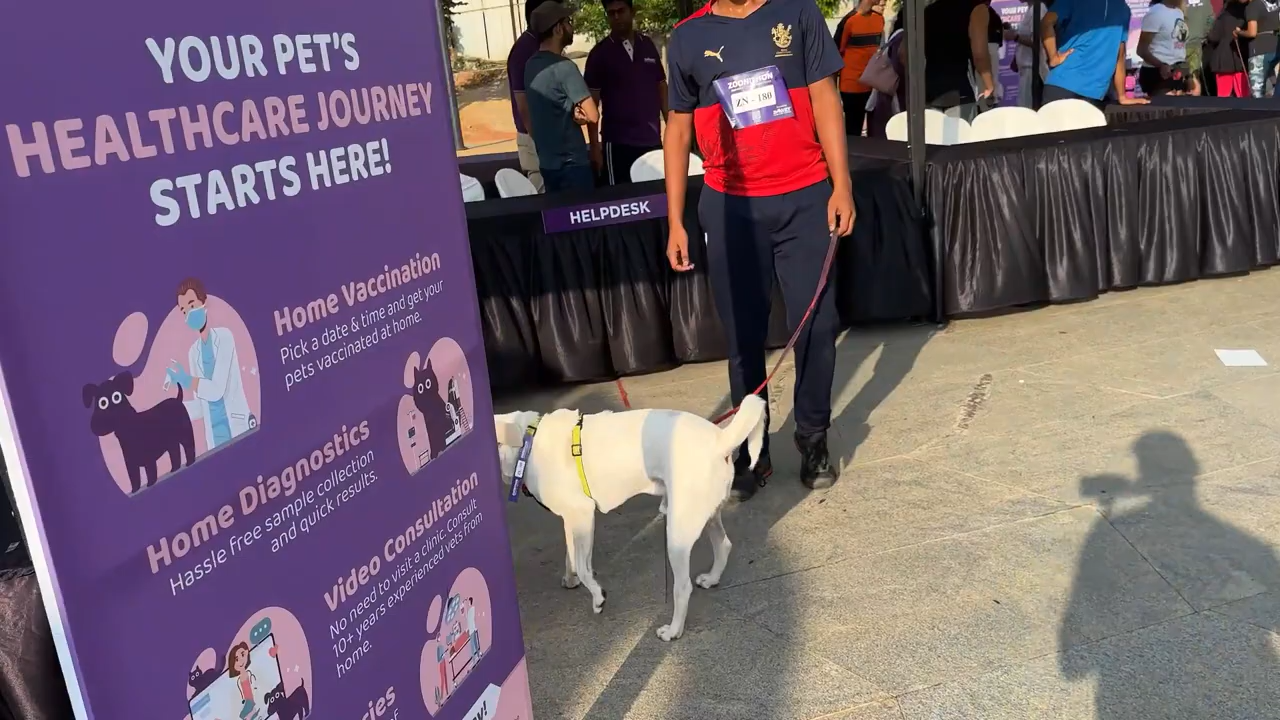 YOUR PET'S
HEALTHCARE JOURNEY
STARTS HERE!
Home Vaccination
Pick a date & time and get your
pets vaccinated at home.
Home Diagnostics
Hassle free sample collection
and quick results.
Video Consultation
No need to visit a clinic. Consult
10+ years experienced vets from
home.
HELPDESK
ZN - 180